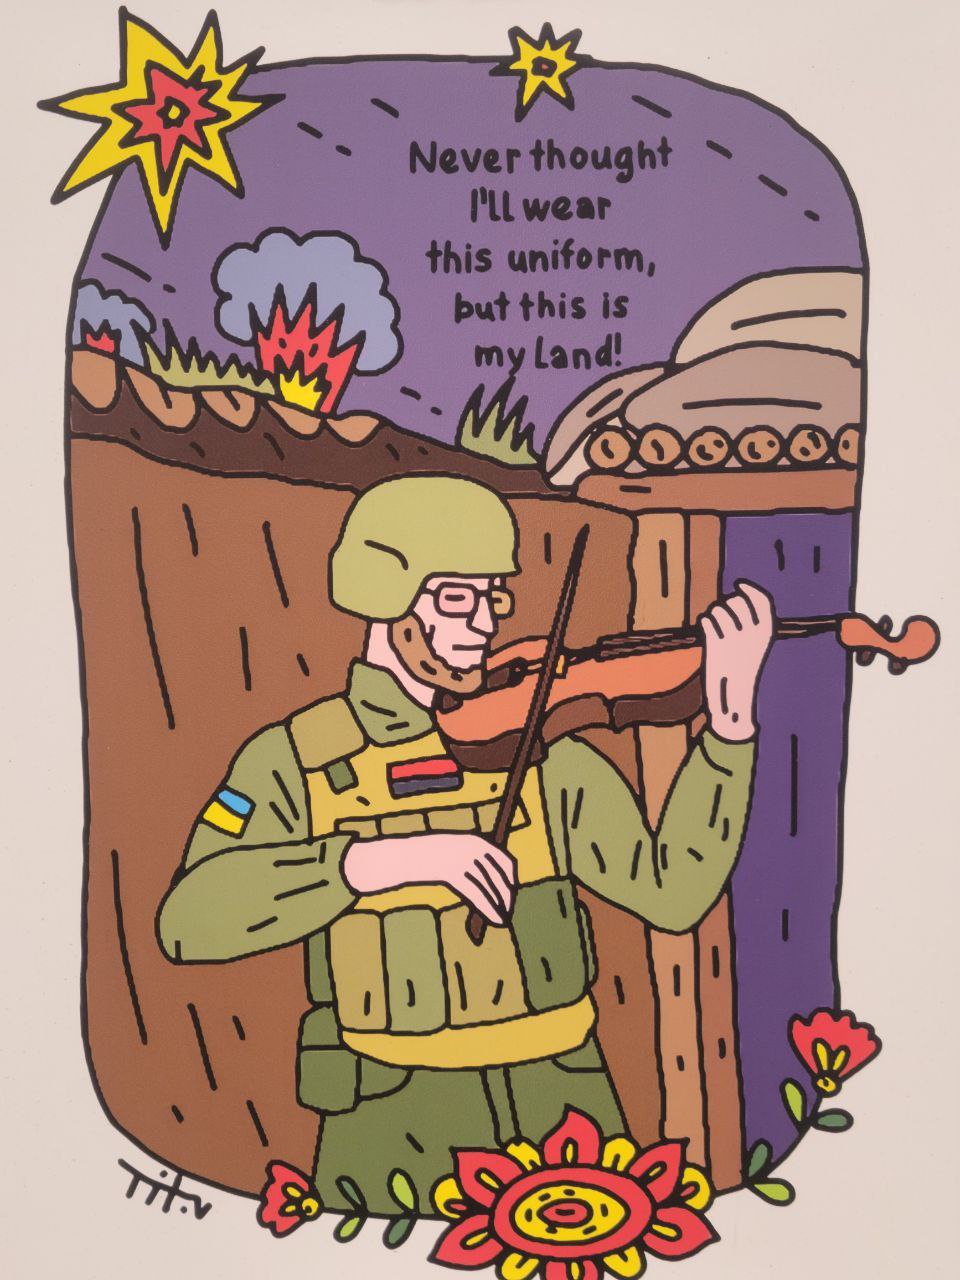 Never thought
I'll wear
this uniform,
but this is
my Land!
Tit.v